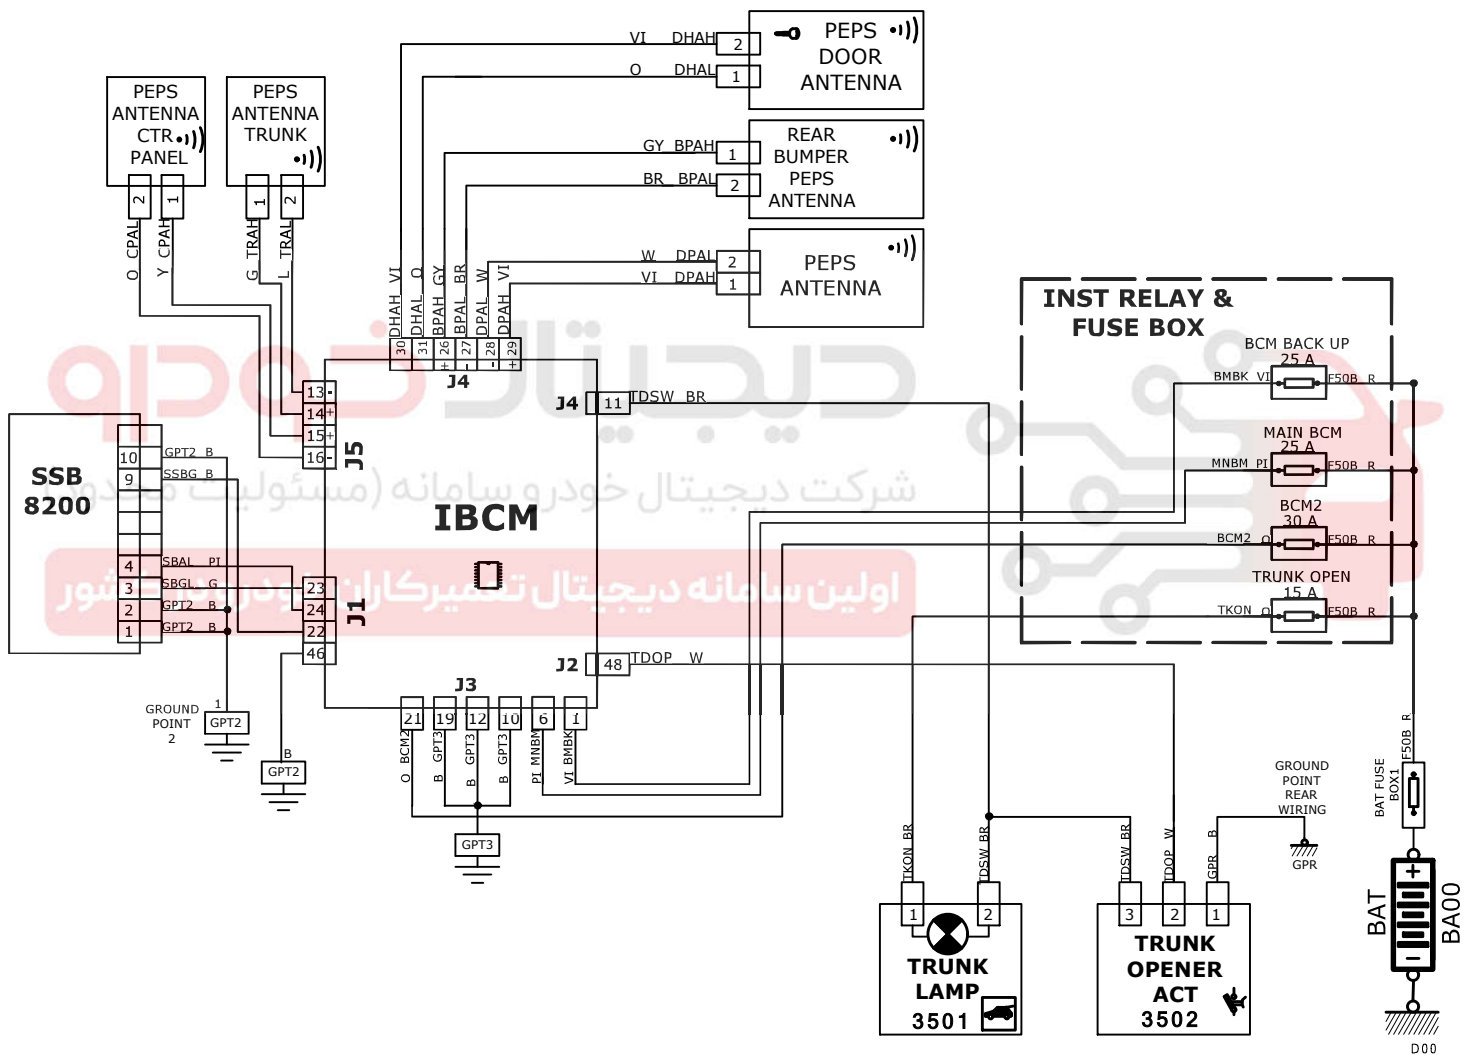 VI DHAH
2
PEPS
DOOR
ANTENNA
O DHAL
1
PEPS
ANTENNA
CTR
PANEL
PEPS
ANTENNA
TRUNK
GY BPAH
1
REAR
BUMPER
PEPS
ANTENNA
BR BPAL
2
2
1
1
2
O CPAL
Y CPAH
G TRAH
L TRAL
W DPAL
2
VI DPAH
1
PEPS
ANTENNA
DHAH VI
DHAL O
BPAH GY
BPAL BR
DPAL W
DPAH VI
30
31
26 +
27 -
28 -
29 +
J4
INST RELAY &
FUSE BOX
BCM BACK UP
25 A
BMBK VI
F50B R
دیجیتال خودرو
13 -
14 +
15 +
16 -
J5
J4
11
TDSW BR
MAIN BCM
25 A
MNBM PI
F50B R
SSB
8200
10
GPT2 B
9
SSBG B
شرکت دیجیتال خودرو سامانه (مسئولیت محدود)
IBCM
BCM2
30 A
BCM2 O
F50B R
4
SBAL PI
3
SBGL G
2
GPT2 B
1
GPT2 B
23
24
22
46
J1
اولین سامانه دیجیتال تعمیرکاران خودرو در کشور
TRUNK OPEN
15 A
TKON O
F50B R
J2
48
TDOP W
J3
21
19
12
10
6
1
O BCM2
B GPT3
B GPT3
B GPT3
PI MNBM
VI BMBK
GROUND
POINT
2
1
GPT2
B
GPT2
GPT3
F50B R
BAT FUSE
BOX1
GROUND
POINT
REAR
WIRING
GPR
TKON BR
TDSW BR
TDSW BR
TDOP W
GPR B
1
2
TRUNK
LAMP
3501
3
2
1
TRUNK
OPENER
ACT
3502
BAT
+
-
BA00
D00